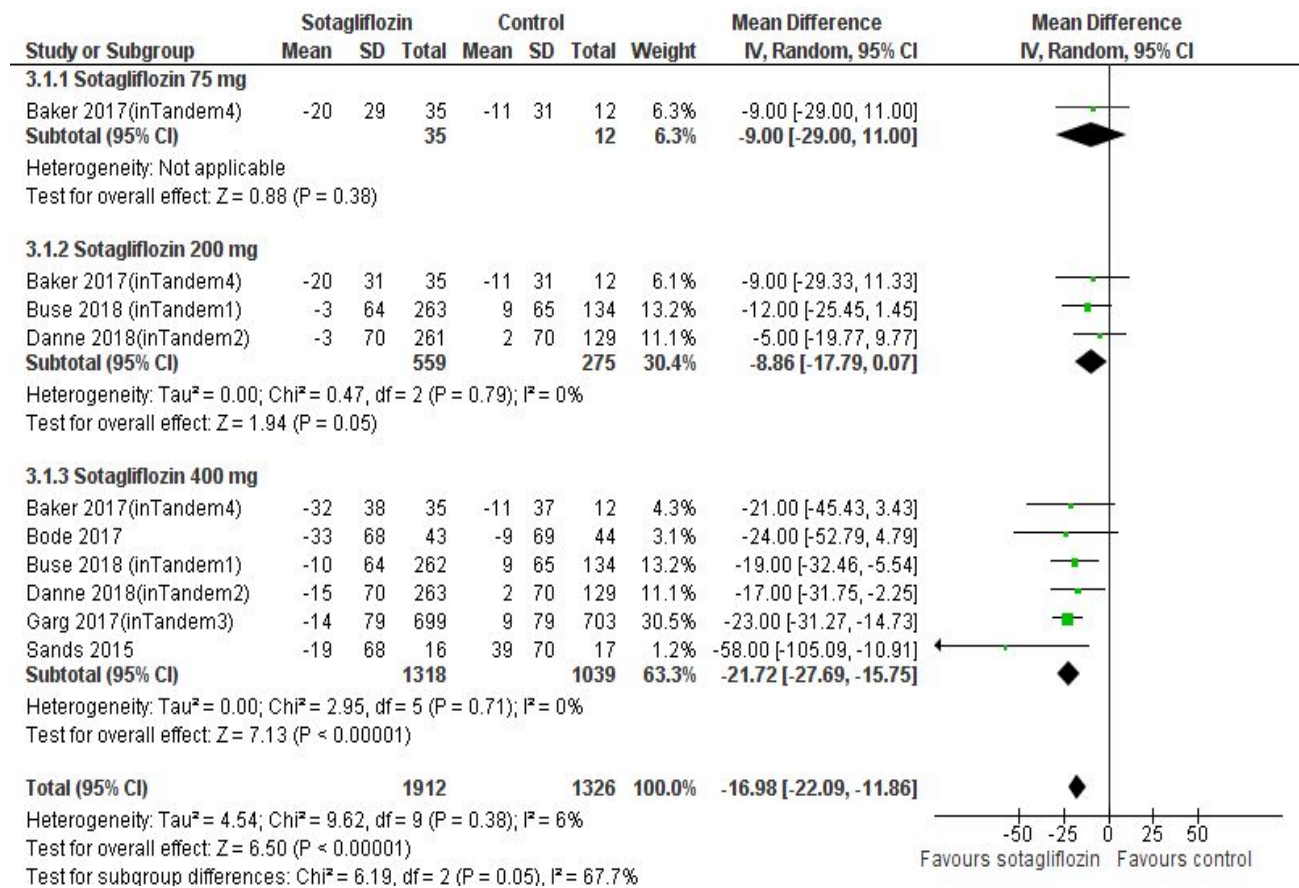 Sotagliflozin Control Mean Difference Mean Difference
Study or Subgroup Mean SD Total Mean SD Total Weight IV, Random, 95% CI IV, Random, 95% CI
3.1.1 Sotagliflozin 75 mg
Baker 2017(inTandem4) -20 29 35 -11 31 12 6.3% -9.00 [-29.00, 11.00]
Subtotal (95% CI) 35 12 6.3% -9.00 [-29.00, 11.00]
Heterogeneity: Not applicable
Test for overall effect: Z = 0.88 (P = 0.38)
3.1.2 Sotagliflozin 200 mg
Baker 2017(inTandem4) -20 31 35 -11 31 12 6.1% -9.00 [-29.33, 11.33]
Buse 2018 (inTandem1) -3 64 263 9 65 134 13.2% -12.00 [-25.45, 1.45]
Danne 2018(inTandem2) -3 70 261 2 70 129 11.1% -5.00 [-19.77, 9.77]
Subtotal (95% CI) 559 275 30.4% -8.86 [-17.79, 0.07]
Heterogeneity: Tau² = 0.00; Chi² = 0.47, df = 2 (P = 0.79); I² = 0%
Test for overall effect: Z = 1.94 (P = 0.05)
3.1.3 Sotagliflozin 400 mg
Baker 2017(inTandem4) -32 38 35 -11 37 12 4.3% -21.00 [-45.43, 3.43]
Bode 2017 -33 68 43 -9 69 44 3.1% -24.00 [-52.79, 4.79]
Buse 2018 (inTandem1) -10 64 262 9 65 134 13.2% -19.00 [-32.46, -5.54]
Danne 2018(inTandem2) -15 70 263 2 70 129 11.1% -17.00 [-31.75, -2.25]
Garg 2017(inTandem3) -14 79 699 9 79 703 30.5% -23.00 [-31.27, -14.73]
Sands 2015 -19 68 16 39 70 17 1.2% -58.00 [-105.09, -10.91]
Subtotal (95% CI) 1318 1039 63.3% -21.72 [-27.69, -15.75]
Heterogeneity: Tau² = 0.00; Chi² = 2.95, df = 5 (P = 0.71); I² = 0%
Test for overall effect: Z = 7.13 (P < 0.00001)
Total (95% CI) 1912 1326 100.0% -16.98 [-22.09, -11.86]
Heterogeneity: Tau² = 4.54; Chi² = 9.62, df = 9 (P = 0.38); I² = 6%
Test for overall effect: Z = 6.50 (P < 0.00001)
Test for subgroup differences: Chi² = 6.19, df = 2 (P = 0.05), I² = 67.7%
-50 -25 0 25 50
Favours sotagliflozin Favours control